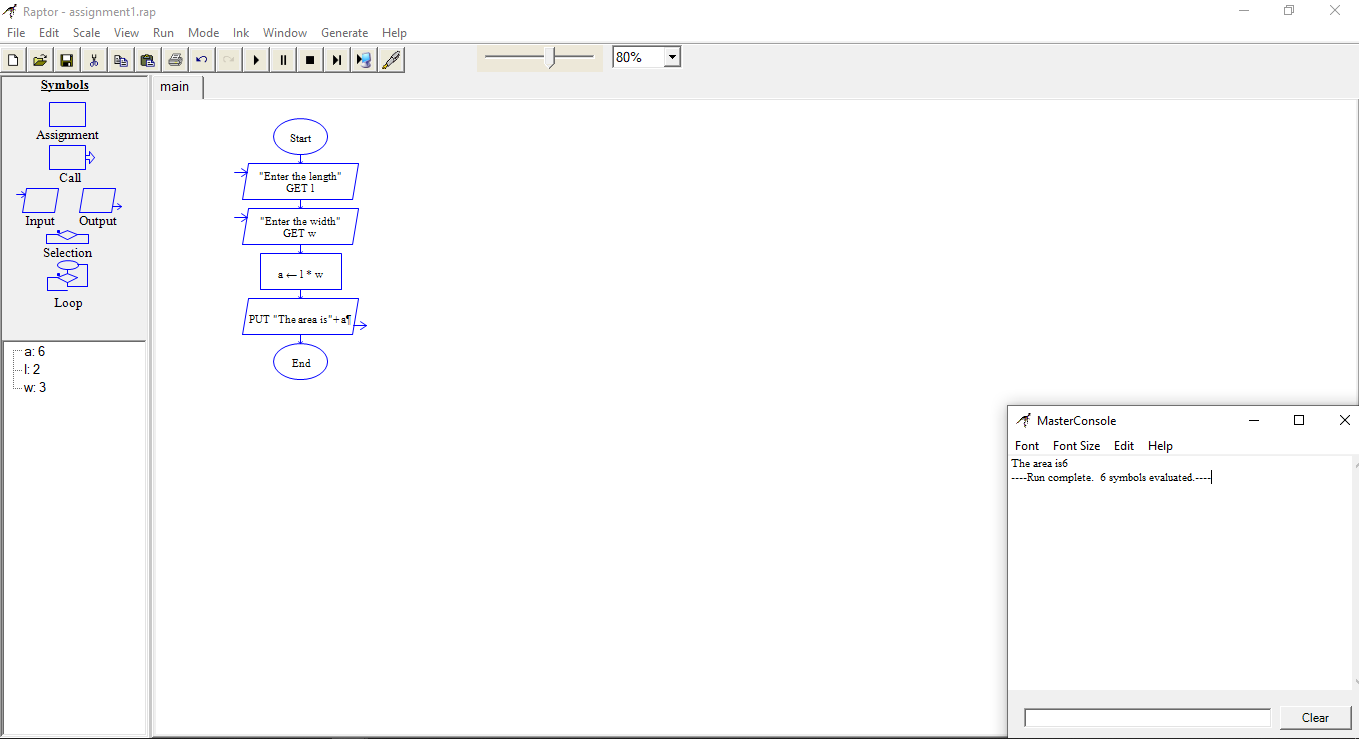 Raptor - assignment1.rap
File Edit Scale View Run Mode Ink Window Generate Help
80%
Symbols
Assignment
Call
Input Output
Selection
Loop
a: 6
l: 2
w: 3
main
Start
"Enter the length"
GET l
"Enter the width"
GET w
a ← l * w
PUT "The area is"+a¶
End
MasterConsole
Font Font Size Edit Help
The area is6
----Run complete.  6 symbols evaluated.----
Clear